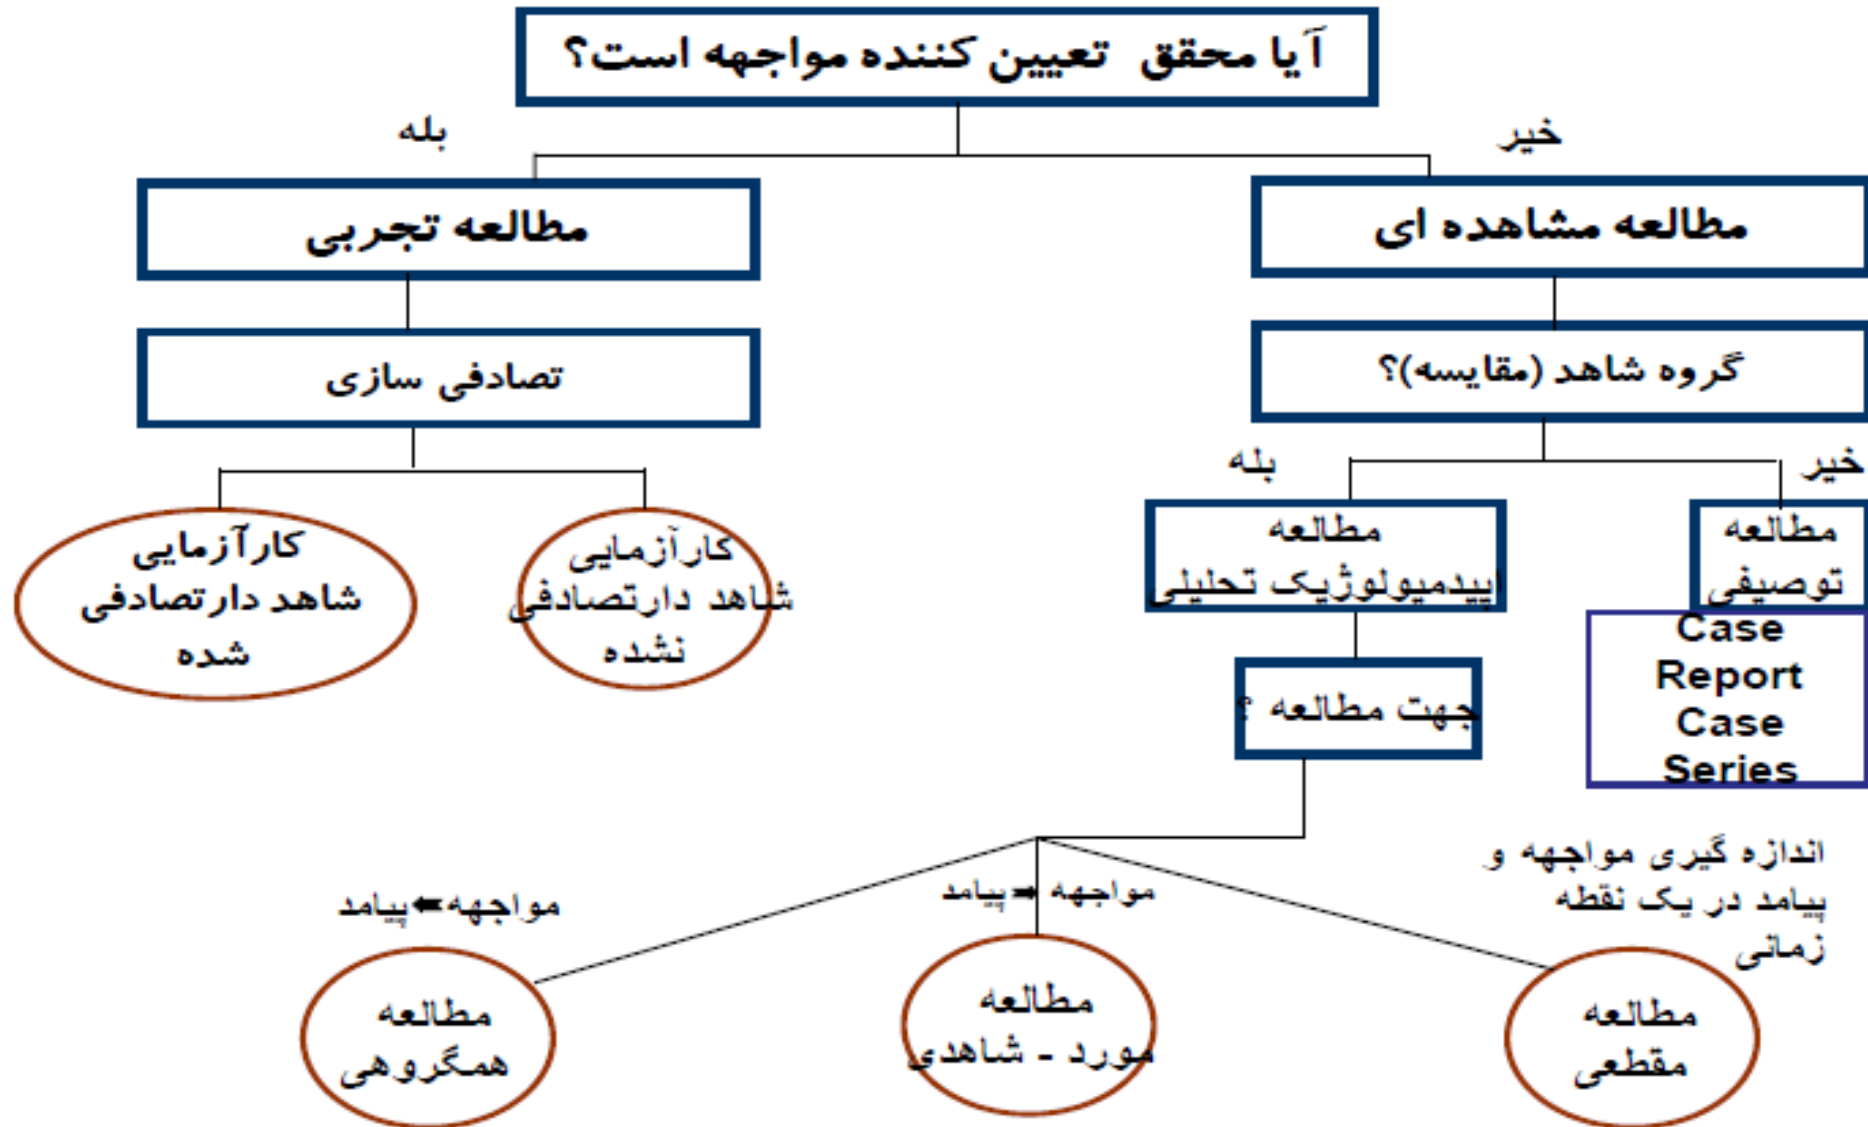 آیا محقق تعیین کننده مواجهه است؟
خیر
بله
مطالعه مشاهده ای
مطالعه تجربی
گروه شاهد (مقایسه)؟
تصادفی سازی
خیر
بله
مطالعه
توصیفی
مطالعه
اپیدمیولوژیک تحلیلی
کارآزمایی
شاهد دارتصادفی
نشده
کارآزمایی
شاهد دارتصادفی
شده
Case
Report
Case
Series
جهت مطالعه ؟
اندازه گیری مواجهه و
پیامد در یک نقطه
زمانی
مواجهه ➡ پیامد
مواجهه ⬅ پیامد
مطالعه
مقطعی
مطالعه
مورد - شاهدی
مطالعه
همگروهی